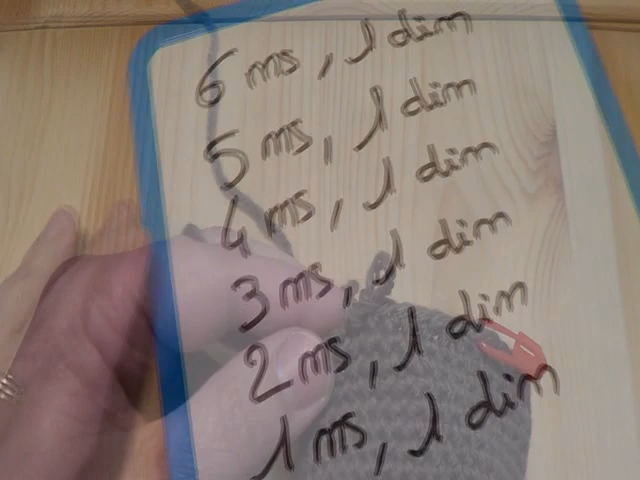 6 ms, 1 dim
5 ms, 1 dim
4 ms, 1 dim
3 ms, 1 dim
2 ms, 1 dim
1 ms, 1 dim